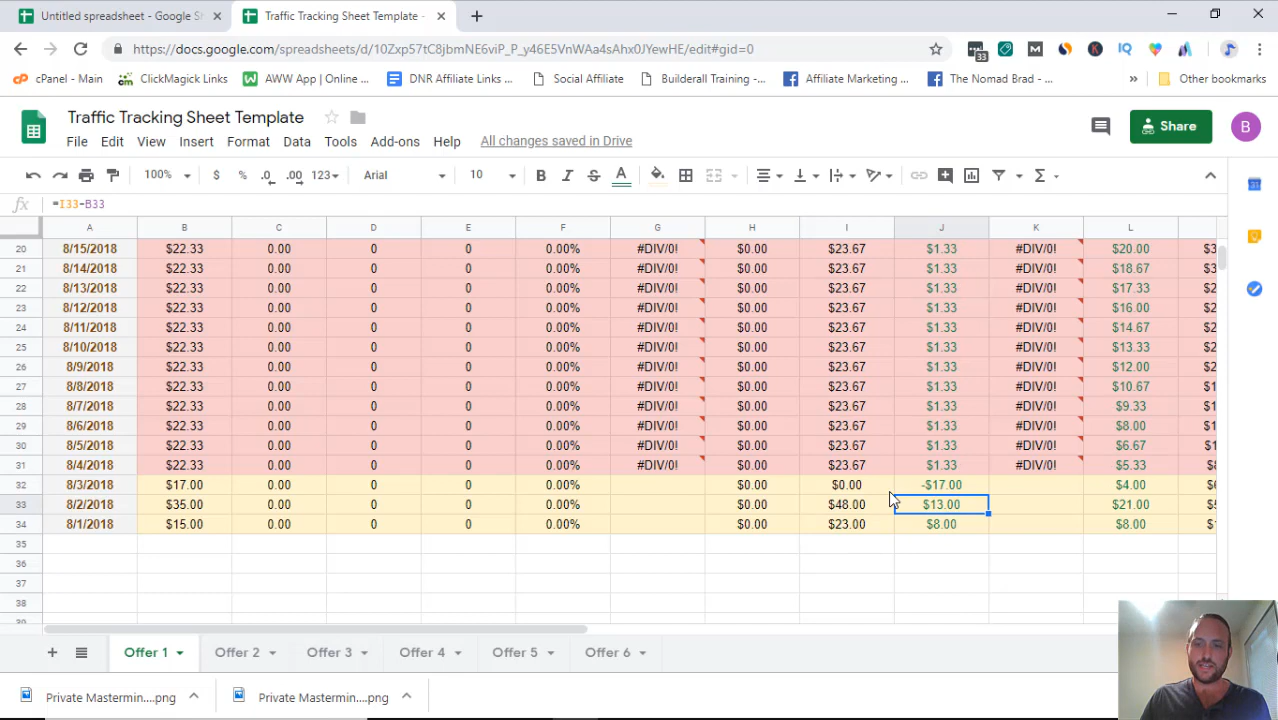 Untitled spreadsheet - Google S
Traffic Tracking Sheet Template -
https://docs.google.com/spreadsheets/d/10Zxp57tC8jbmNE6viP_P_y46E5VnWAa4sAhx0JYewHE/edit#gid=0
33
cPanel - Main
ClickMagick Links
AWW App | Online ...
DNR Affiliate Links ...
Social Affiliate
Builderall Training -...
Affiliate Marketing ...
The Nomad Brad - ...
Other bookmarks
Traffic Tracking Sheet Template
File Edit View Insert Format Data Tools Add-ons Help All changes saved in Drive
Share
B
100% $ % .0 .00 123 Arial 10 B I S A
fx =I33-B33
A B C D E F G H I J K L
20 8/15/2018 $22.33 0.00 0 0 0.00% #DIV/0! $0.00 $23.67 $1.33 #DIV/0! $20.00 $3
21 8/14/2018 $22.33 0.00 0 0 0.00% #DIV/0! $0.00 $23.67 $1.33 #DIV/0! $18.67 $3
22 8/13/2018 $22.33 0.00 0 0 0.00% #DIV/0! $0.00 $23.67 $1.33 #DIV/0! $17.33 $2
23 8/12/2018 $22.33 0.00 0 0 0.00% #DIV/0! $0.00 $23.67 $1.33 #DIV/0! $16.00 $2
24 8/11/2018 $22.33 0.00 0 0 0.00% #DIV/0! $0.00 $23.67 $1.33 #DIV/0! $14.67 $2
25 8/10/2018 $22.33 0.00 0 0 0.00% #DIV/0! $0.00 $23.67 $1.33 #DIV/0! $13.33 $2
26 8/9/2018 $22.33 0.00 0 0 0.00% #DIV/0! $0.00 $23.67 $1.33 #DIV/0! $12.00 $2
27 8/8/2018 $22.33 0.00 0 0 0.00% #DIV/0! $0.00 $23.67 $1.33 #DIV/0! $10.67 $1
28 8/7/2018 $22.33 0.00 0 0 0.00% #DIV/0! $0.00 $23.67 $1.33 #DIV/0! $9.33 $1
29 8/6/2018 $22.33 0.00 0 0 0.00% #DIV/0! $0.00 $23.67 $1.33 #DIV/0! $8.00 $1
30 8/5/2018 $22.33 0.00 0 0 0.00% #DIV/0! $0.00 $23.67 $1.33 #DIV/0! $6.67 $1
31 8/4/2018 $22.33 0.00 0 0 0.00% #DIV/0! $0.00 $23.67 $1.33 #DIV/0! $5.33
32 8/3/2018 $17.00 0.00 0 0 0.00% $0.00 $0.00 -$17.00 $4.00
33 8/2/2018 $35.00 0.00 0 0 0.00% $0.00 $48.00 $13.00 $21.00
34 8/1/2018 $15.00 0.00 0 0 0.00% $0.00 $23.00 $8.00 $8.00
35
36
37
38
Offer 1 Offer 2 Offer 3 Offer 4 Offer 5 Offer 6
Private Mastermin....png
Private Mastermin....png